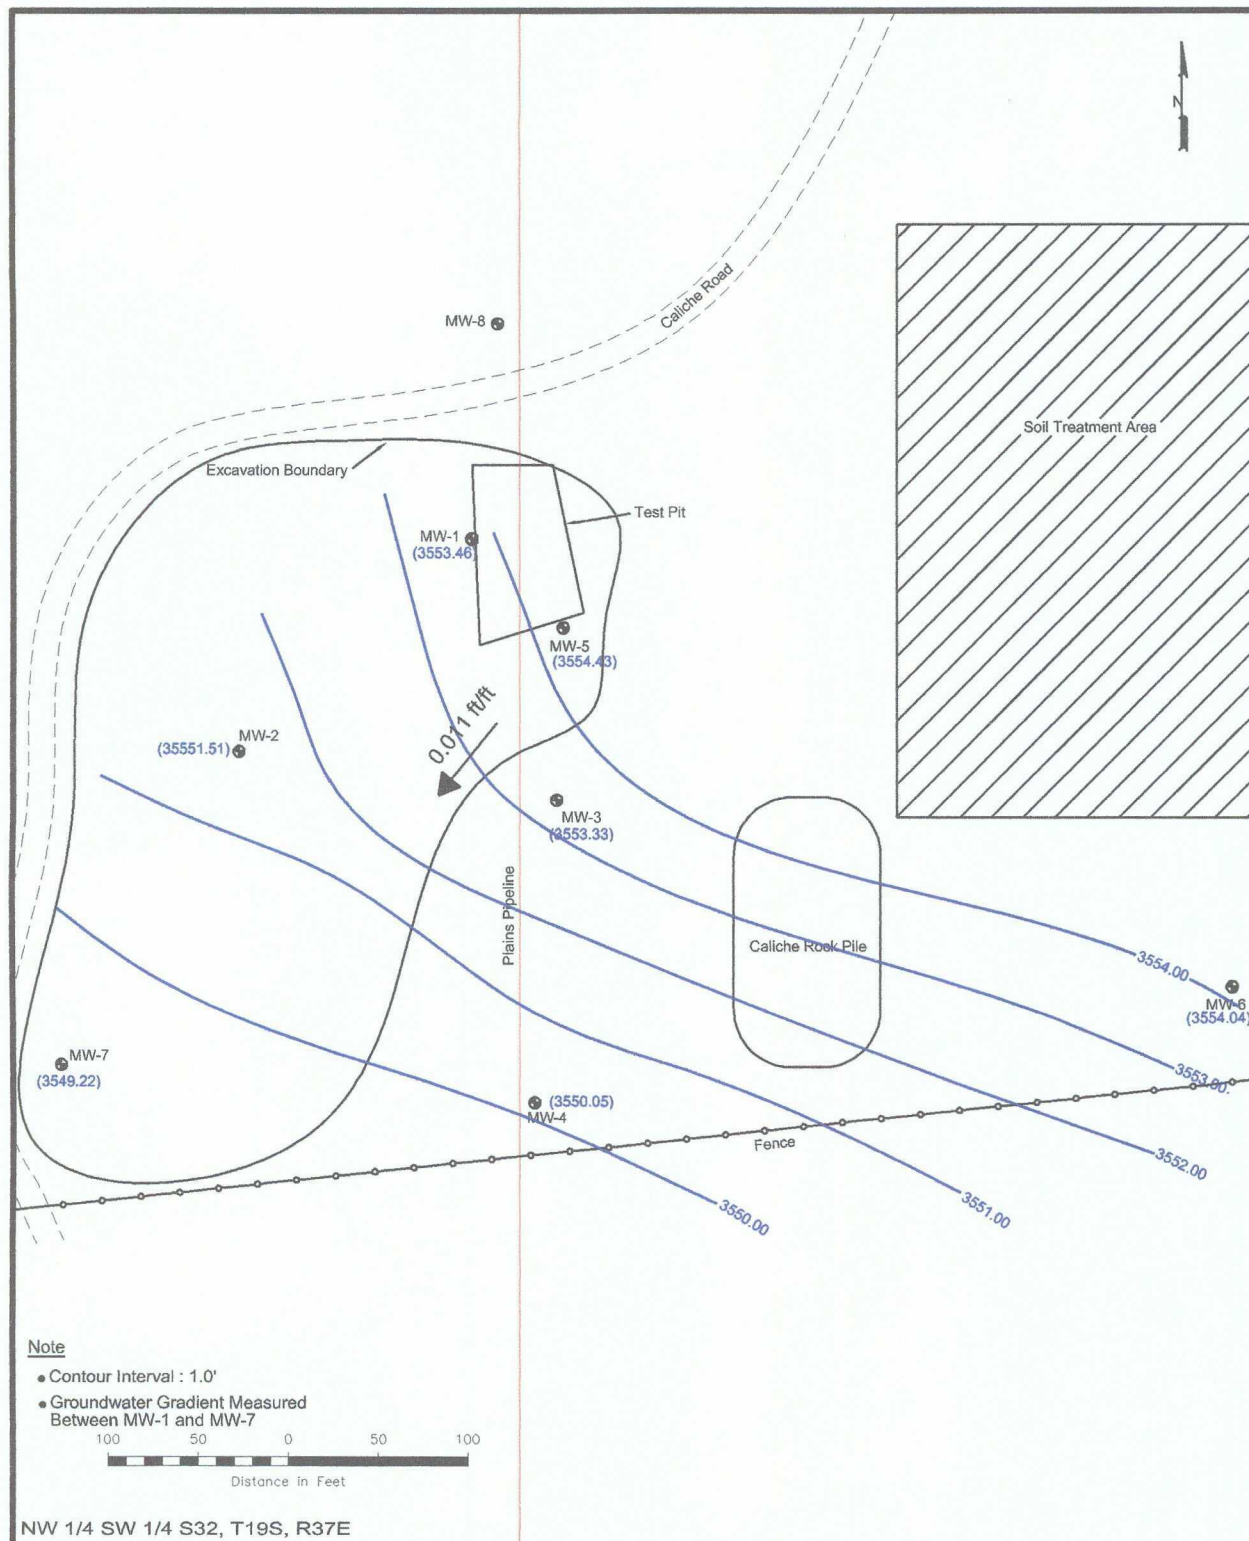 N
Caliche Road
MW-8
Soil Treatment Area
Excavation Boundary
Test Pit
MW-1
(3553.46)
MW-5
(3554.43)
0.011 ft/ft
MW-2
(35551.51)
MW-3
(3553.33)
Plains Pipeline
Caliche Rock Pile
3554.00
MW-6
(3554.04)
MW-7
(3549.22)
3553.00.
(3550.05)
MW-4
Fence
3552.00
3551.00
3550.00
Note
• Contour Interval : 1.0'
• Groundwater Gradient Measured
Between MW-1 and MW-7
100 50 0 50 100
Distance in Feet
NW 1/4 SW 1/4 S32, T19S, R37E